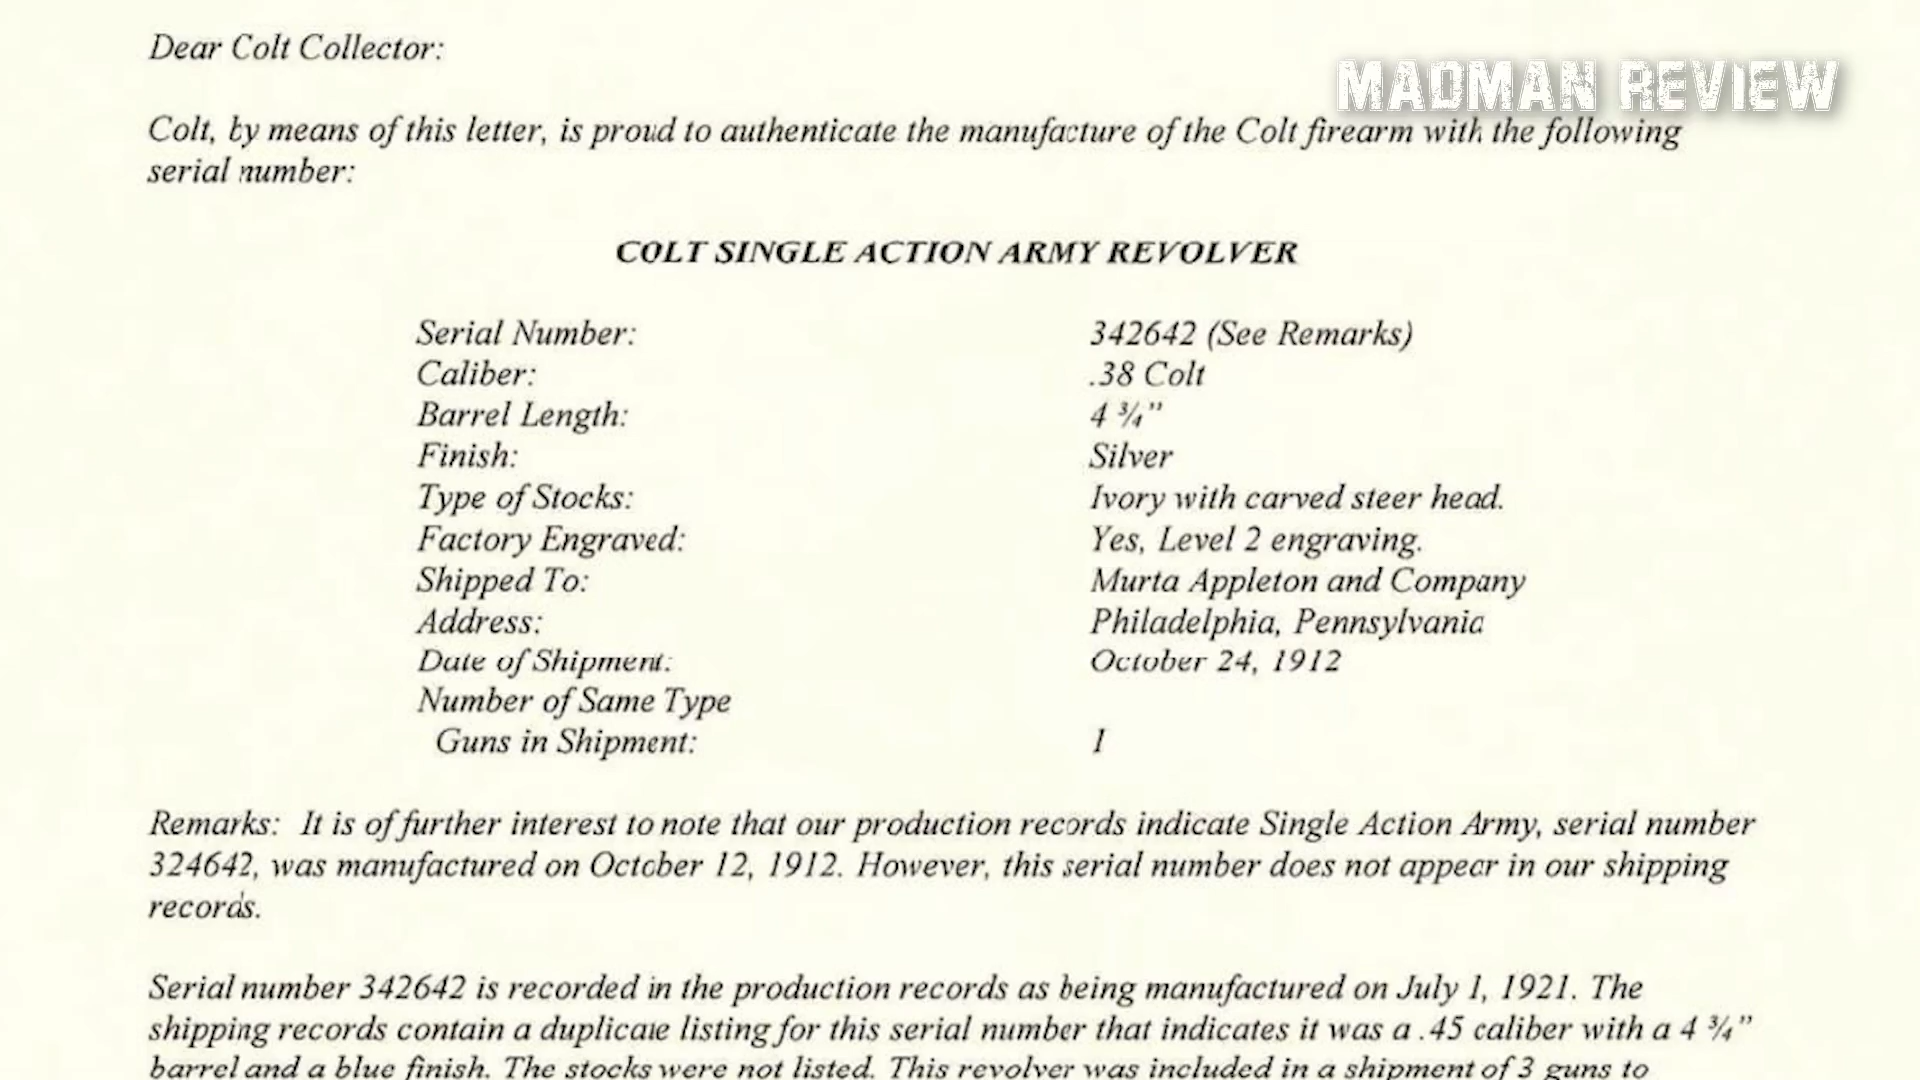 Dear Colt Collector:
MADMAN REVIEW
Colt, by means of this letter, is proud to authenticate the manufacture of the Colt firearm with the following
serial number:
COLT SINGLE ACTION ARMY REVOLVER
Serial Number: 342642 (See Remarks)
Caliber: .38 Colt
Barrel Length: 4 ¾”
Finish: Silver
Type of Stocks: Ivory with carved steer head.
Factory Engraved: Yes, Level 2 engraving.
Shipped To: Murta Appleton and Company
Address: Philadelphia, Pennsylvania
Date of Shipment: October 24, 1912
Number of Same Type
Guns in Shipment: 1
Remarks: It is of further interest to note that our production records indicate Single Action Army, serial number
324642, was manufactured on October 12, 1912. However, this serial number does not appear in our shipping
records.
Serial number 342642 is recorded in the production records as being manufactured on July 1, 1921. The
shipping records contain a duplicate listing for this serial number that indicates it was a .45 caliber with a 4 ¾”
barrel and a blue finish. The stocks were not listed. This revolver was included in a shipment of 3 guns to